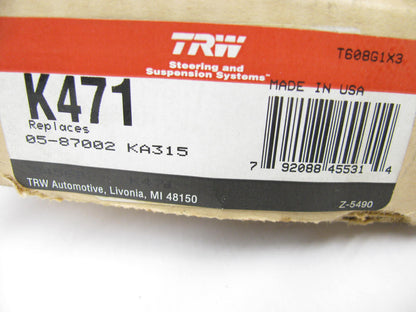 TRW
Steering and
Suspension Systems™
T608G1X3
K471
MADE IN USA
Replaces
05-87002 KA315
7 92088 45531 4
TRW Automotive, Livonia, MI 48150
Z-5490